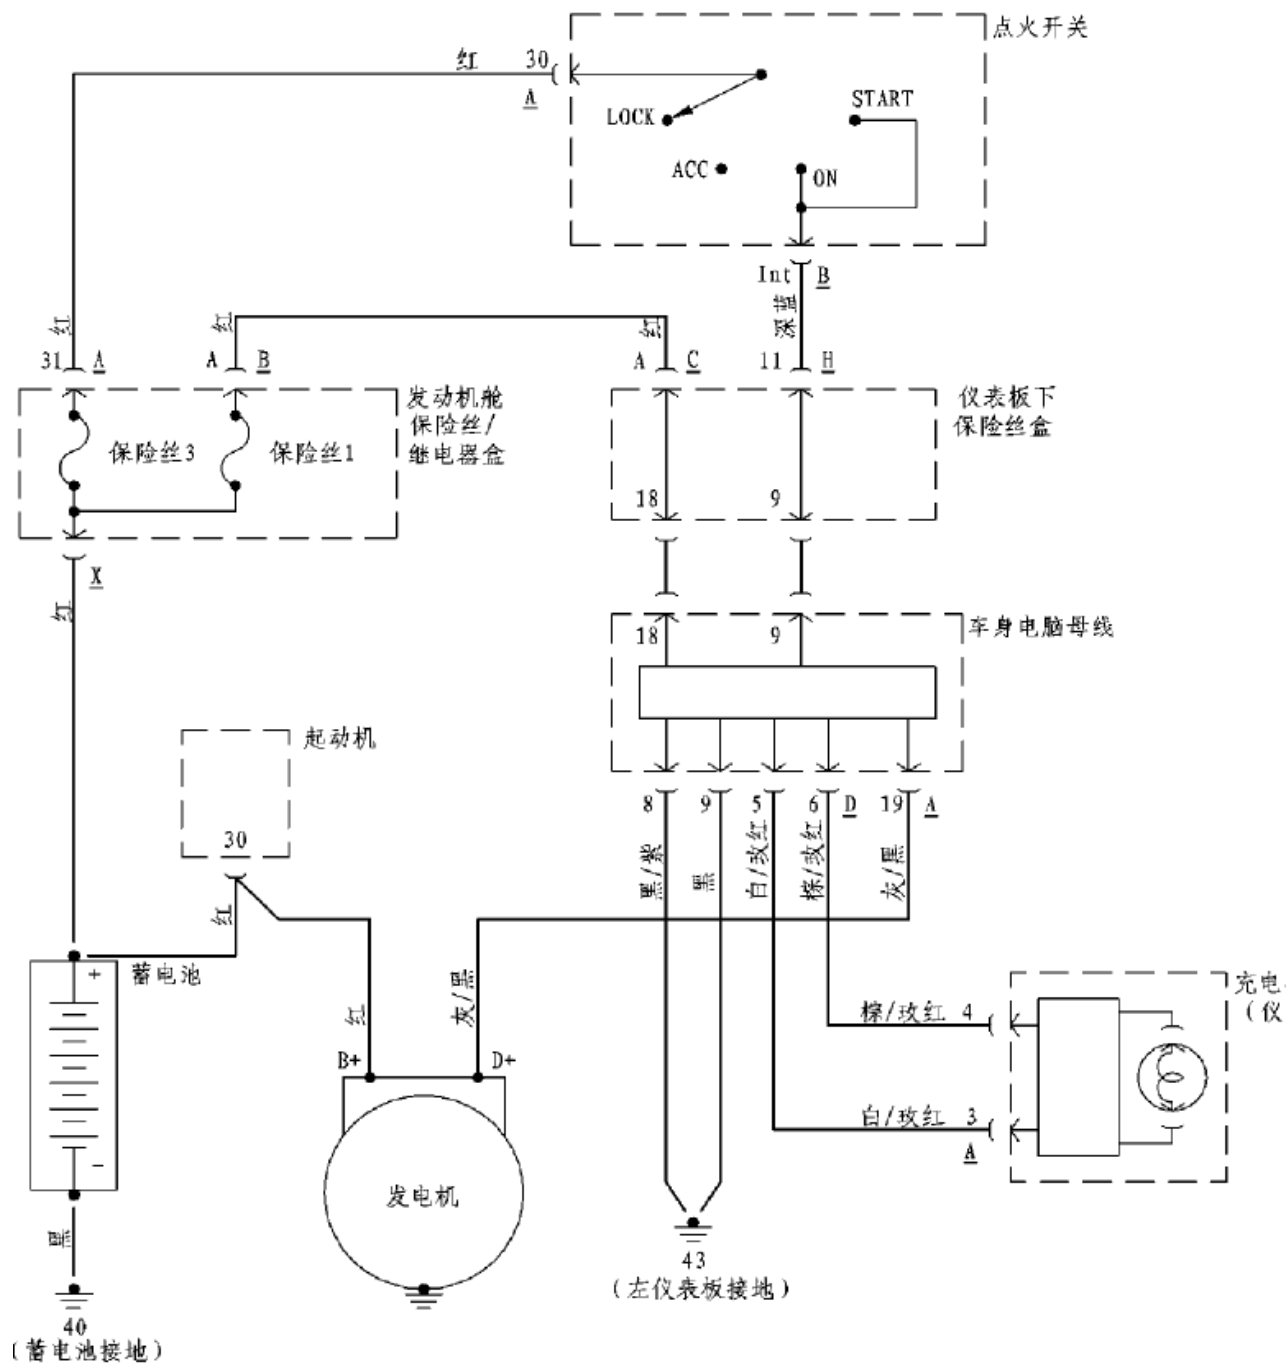 点火开关
红 30
A
LOCK
START
ACC
ON
Int B
深蓝
红
红
红
31 A
A B
A C
11 H
发动机舱
保险丝/
继电器盒
保险丝3
保险丝1
仪表板下
保险丝盒
18
9
X
红
18
9
车身电脑母线
起动机
30
红
8
9
5
6 D
19 A
黑/紫
黑
白/玫红
棕/玫红
灰/黑
+
蓄电池
-
红
灰/黑
B+
D+
发电机
棕/玫红 4
白/玫红 3
A
充电
(仪
黑
40
(蓄电池接地)
43
(左仪表板接地)